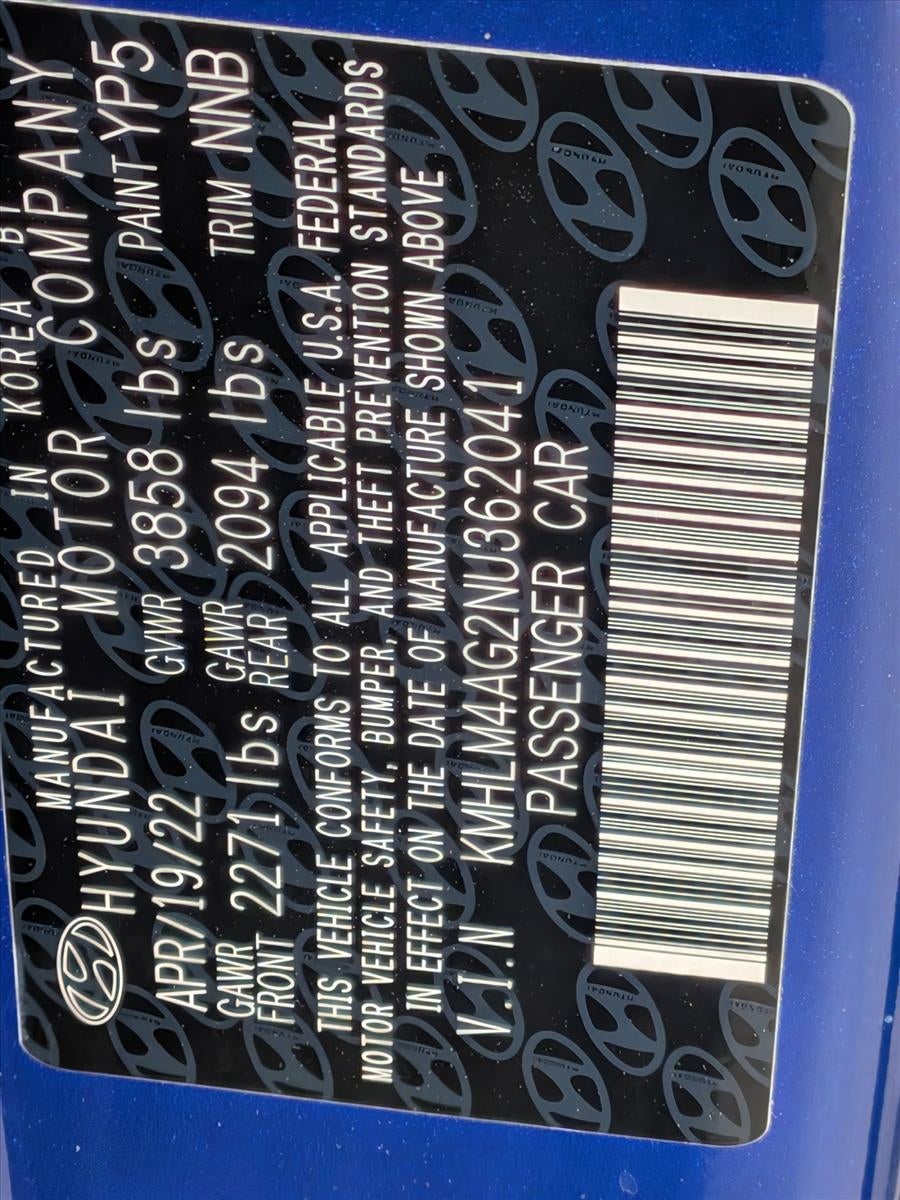 MANUFACTURED IN KOREA BY
HYUNDAI MOTOR COMPANY
APR/19/22 GVWR 3858 lbs PAINT YP5
GAWR FRONT 2271 lbs GAWR REAR 2094 lbs TRIM NNB
THIS VEHICLE CONFORMS TO ALL APPLICABLE U.S.A. FEDERAL
MOTOR VEHICLE SAFETY, BUMPER, AND THEFT PREVENTION STANDARDS
IN EFFECT ON THE DATE OF MANUFACTURE SHOWN ABOVE
V.I.N KMHLM4AG2NU362041
PASSENGER CAR